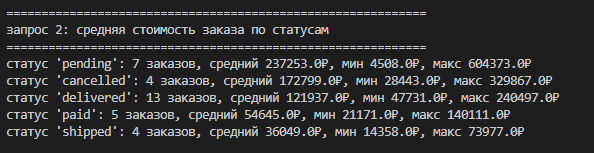 ============================================================
запрос 2: средняя стоимость заказа по статусам
============================================================
статус 'pending': 7 заказов, средний 237253.0₽, мин 4508.0₽, макс 604373.0₽
статус 'cancelled': 4 заказов, средний 172799.0₽, мин 28443.0₽, макс 329867.0₽
статус 'delivered': 13 заказов, средний 121937.0₽, мин 47731.0₽, макс 240497.0₽
статус 'paid': 5 заказов, средний 54645.0₽, мин 21171.0₽, макс 140111.0₽
статус 'shipped': 4 заказов, средний 36049.0₽, мин 14358.0₽, макс 73977.0₽